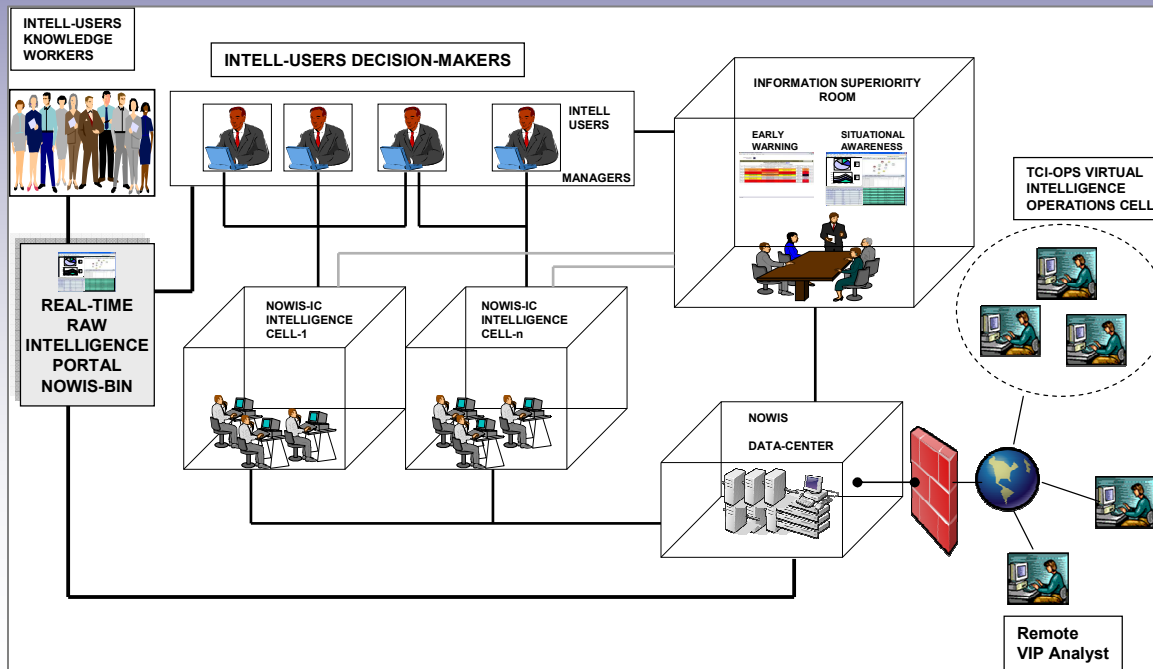 INTELL-USERS
KNOWLEDGE
WORKERS
INTELL-USERS DECISION-MAKERS
INTELL
USERS
MANAGERS
INFORMATION SUPERIORITY
ROOM
EARLY
WARNING
SITUATIONAL
AWARENESS
TCI-OPS VIRTUAL
INTELLIGENCE
OPERATIONS CELL
REAL-TIME
RAW
INTELLIGENCE
PORTAL
NOWIS-BIN
NOWIS-IC
INTELLIGENCE
CELL-1
NOWIS-IC
INTELLIGENCE
CELL-n
NOWIS
DATA-CENTER
Remote
VIP Analyst